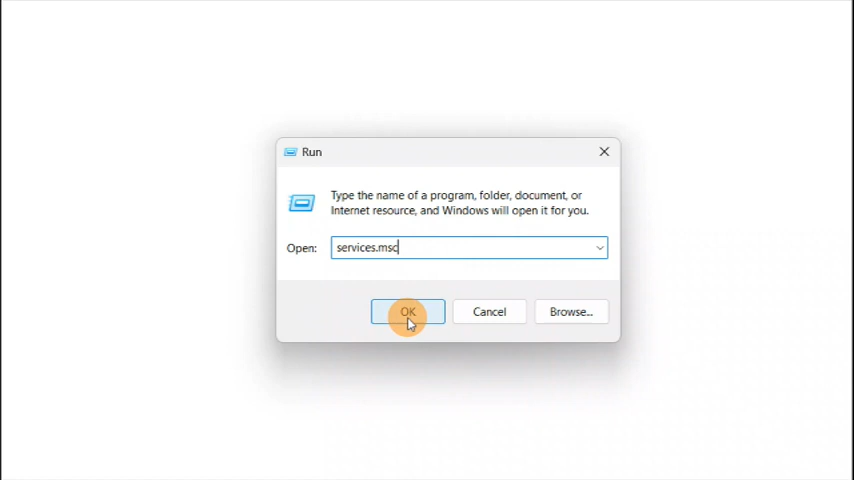 Run
Type the name of a program, folder, document, or
Internet resource, and Windows will open it for you.
Open: services.msc
OK Cancel Browse...